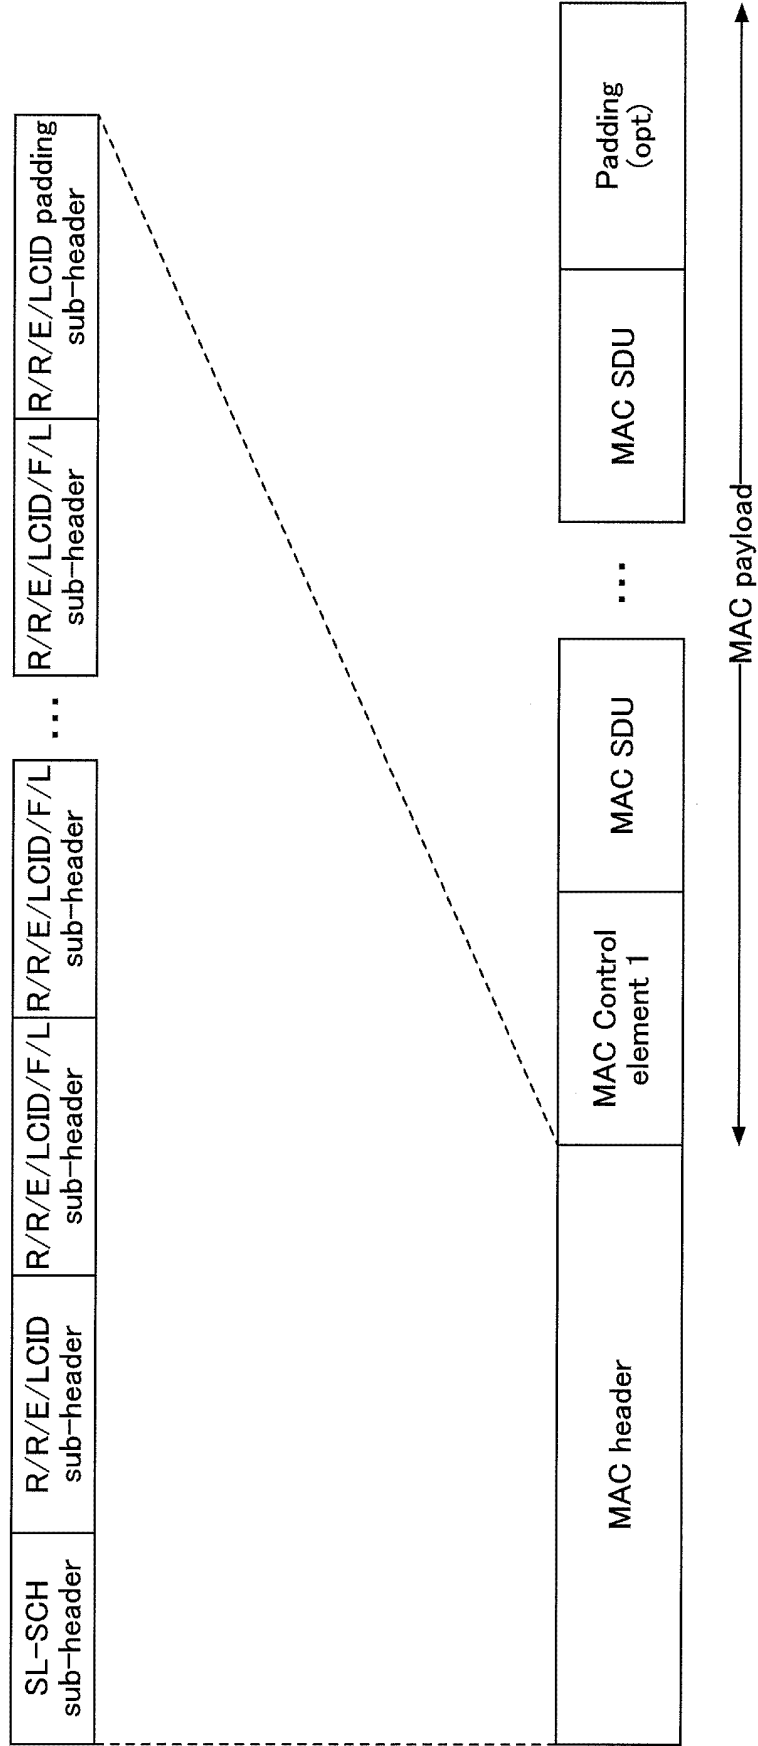 SL-SCH
sub-header
R/R/E/LCID
sub-header
R/R/E/LCID/F/L
sub-header
R/R/E/LCID/F/L
sub-header
...
R/R/E/LCID/F/L
sub-header
R/R/E/LCID padding
sub-header
MAC header
MAC Control
element 1
MAC SDU
...
MAC SDU
Padding
(opt)
MAC payload